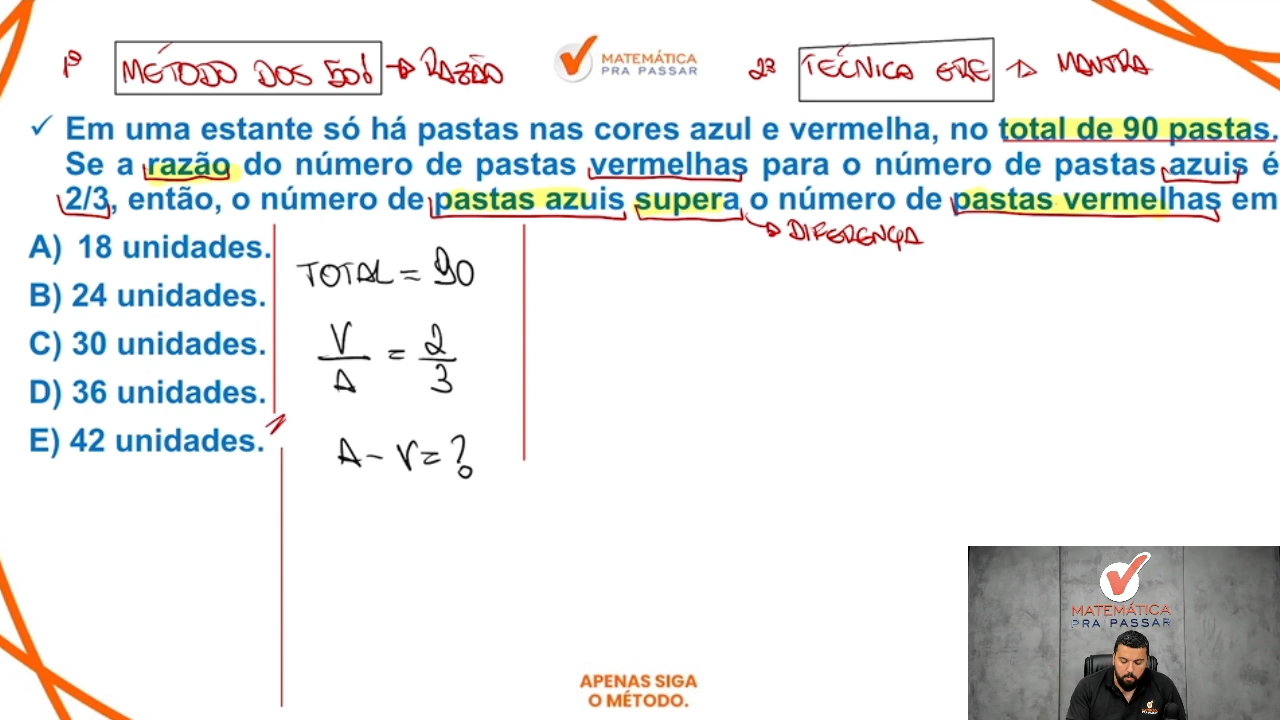 1º MÉTODO DOS 50% → RAZÃO
MATEMÁTICA
PRA PASSAR
2º TÉCNICA → MANTRA
✓ Em uma estante só há pastas nas cores azul e vermelha, no total de 90 pastas.
Se a razão do número de pastas vermelhas para o número de pastas azuis é
2/3, então, o número de pastas azuis supera o número de pastas vermelhas em
→ DIFERENÇA
A) 18 unidades.
B) 24 unidades.
C) 30 unidades.
D) 36 unidades.
E) 42 unidades.
TOTAL = 90
V/A = 2/3
A - V = ?
MATEMÁTICA
PRA PASSAR
APENAS SIGA
O MÉTODO.